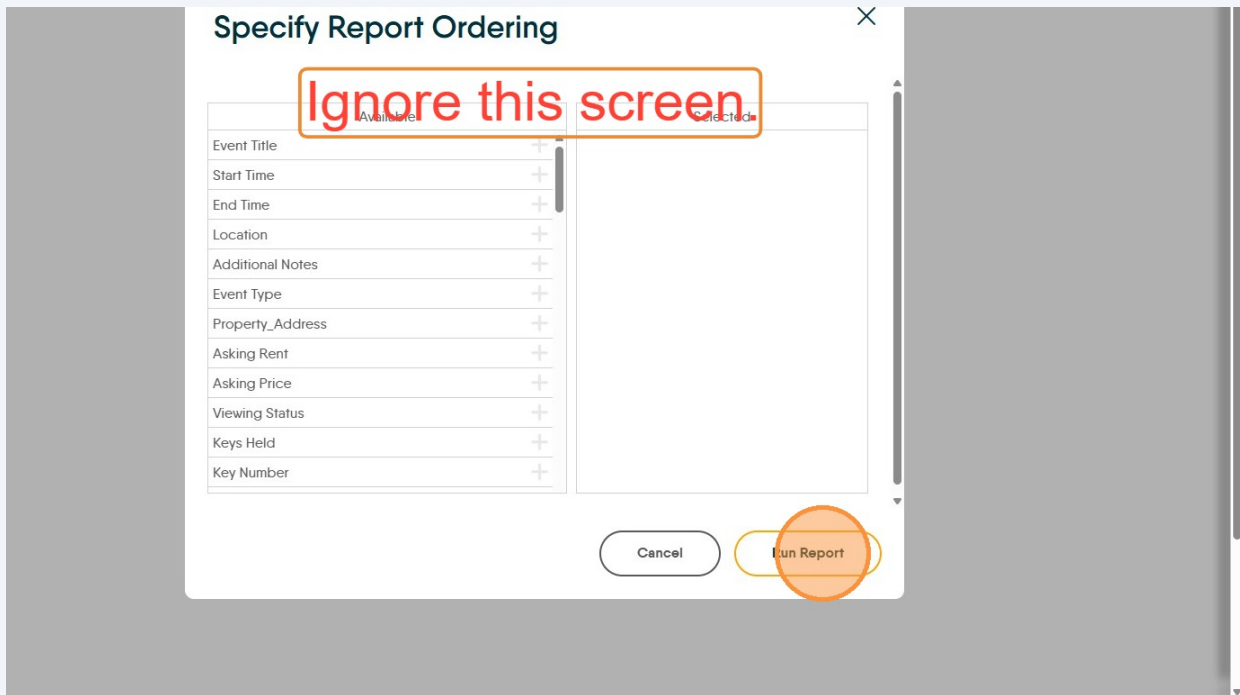 Specify Report Ordering
Ignore this screen.
Available
Selected
Event Title
Start Time
End Time
Location
Additional Notes
Event Type
Property_Address
Asking Rent
Asking Price
Viewing Status
Keys Held
Key Number
Cancel
Run Report